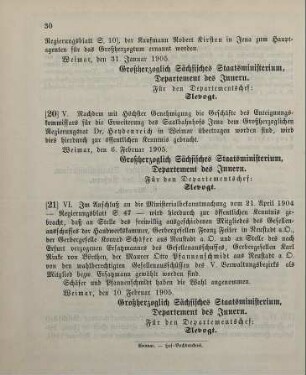 30
Regierungsblatt S. 10], der Kaufmann Robert Kirsten in Jena zum Haupt-
agenten für das Großherzogtum ernannt worden.
Weimar, den 31. Januar 1905.
Großherzoglich Sächsisches Staatsministerium,
Departement des Innern.
Für den Departementschef:
Slevogt.
[20] V. Nachdem mit Höchster Genehmigung die Geschäfte des Enteignungs-
kommissars für die Erweiterung des Saalbahnhofs Jena dem Großherzoglichen
Regierungsrat Dr. Heydenreich in Weimar übertragen worden sind, wird
dies hierdurch zur öffentlichen Kenntnis gebracht.
Weimar, den 6. Februar 1905.
Großherzoglich Sächsisches Staatsministerium,
Departement des Innern.
Für den Departementschef:
Slevogt.
[21] VI. Im Anschluß an die Ministerialbekanntmachung vom 21. April 1904
— Regierungsblatt S. 47 — wird hierdurch zur öffentlichen Kenntnis ge-
bracht, daß an Stelle des freiwillig ausgeschiedenen Mitgliedes des Gesellen-
ausschusses der Handwerkskammer, Gerbergesell Franz Feller in Neustadt
a. O., der Gerbergeselle Konrad Schäfer aus Neustadt a. O. und an Stelle des nach
Erfurt verzogenen Ersatzmannes des Gesellenausschusses, Gerbergesellen Karl
Rinke von Eirthen, der Maurer Otto Pfannenschmidt aus Neustadt a. O.
von den wahlberechtigten Gesellenausschüssen des V. Verwaltungsbezirks als
Mitglied bezw. Ersatzmann gewählt worden sind.
Schäfer und Pfannenschmidt haben die Wahl angenommen.
Weimar, den 10. Februar 1905.
Großherzoglich Sächsisches Staatsministerium,
Departement des Innern.
Für den Departementschef:
Slevogt.
Weimar. — Hof-Buchdruckerei.